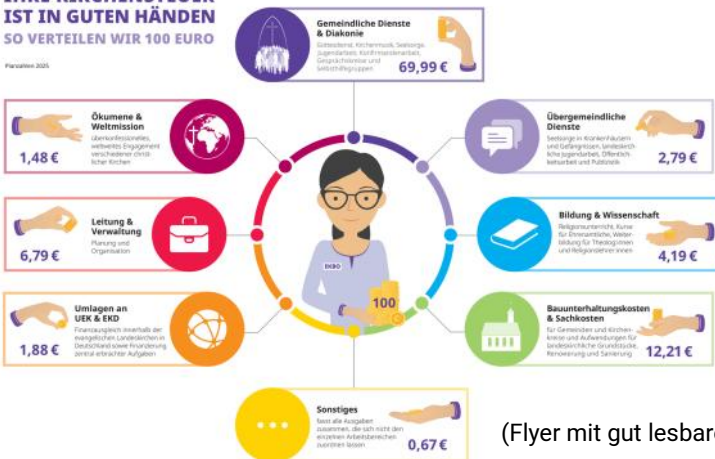 IHRE KIRCHENSTEUER
IST IN GUTEN HÄNDEN
SO VERTEILEN WIR 100 EURO
Planzahlen 2025
Gemeindliche Dienste
& Diakonie
Gottesdienst, Kirchenmusik, Seelsorge,
Jugendarbeit, Konfirmandenarbeit,
Gesprächskreise und
Selbsthilfegruppen
69,99 €
Ökumene &
Weltmission
überkonfessionelles,
weltweites Engagement
verschiedener christ-
licher Kirchen
1,48 €
Übergemeindliche
Dienste
Seelsorge in Krankenhäusern
und Gefängnissen, landeskirch-
liche Jugendarbeit, Öffentlich-
keitsarbeit und Publizistik
2,79 €
Leitung &
Verwaltung
Planung und
Organisation
6,79 €
Bildung & Wissenschaft
Religionsunterricht, Kurse
für Ehrenamtliche, Weiter-
bildung für Theolog:innen
und Religionslehrer:innen
4,19 €
EKBO
100
Umlagen an
UEK & EKD
Finanzausgleich innerhalb der
evangelischen Landeskirchen in
Deutschland sowie Finanzierung
zentral erbrachter Aufgaben
1,88 €
Bauunterhaltungskosten
& Sachkosten
für Gemeinden und Kirchen-
kreise und Aufwendungen für
landeskirchliche Grundstücke,
Renovierung und Sanierung
12,21 €
Sonstiges
fasst alle Ausgaben
zusammen, die sich nicht den
einzelnen Arbeitsbereichen
zuordnen lassen
0,67 €
(Flyer mit gut lesbare